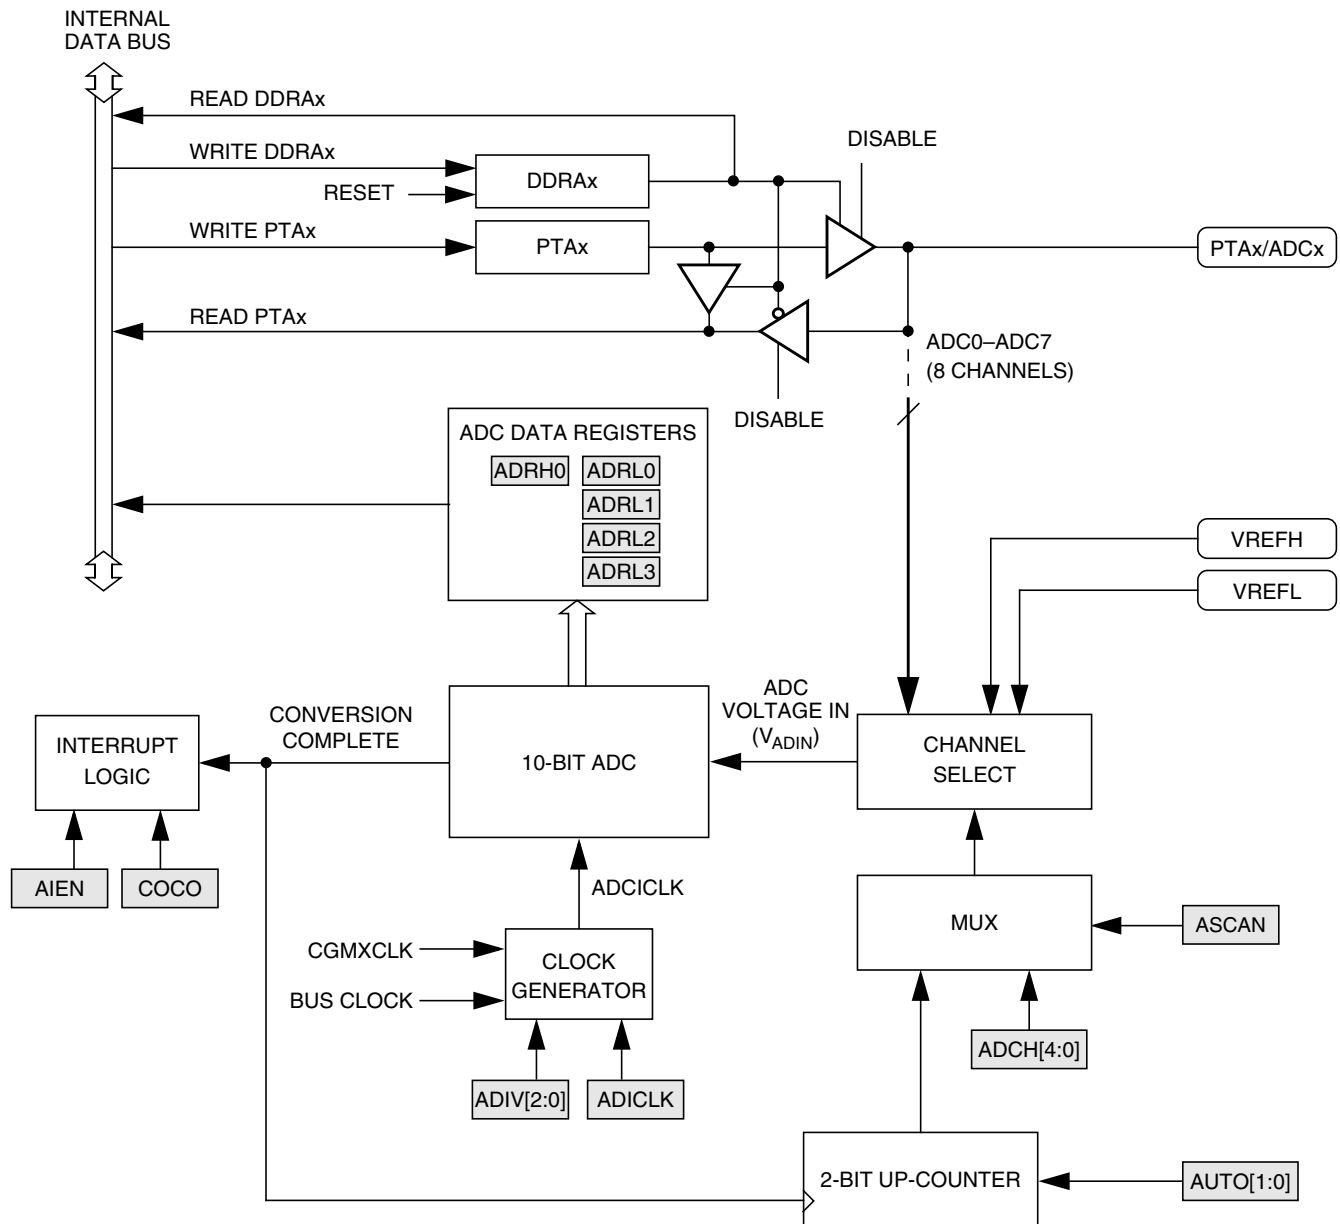 INTERNAL
DATA BUS
READ DDRAx
WRITE DDRAx
DISABLE
DDRAx
RESET
WRITE PTAx
PTAx
PTAx/ADCx
READ PTAx
ADC0–ADC7
(8 CHANNELS)
DISABLE
ADC DATA REGISTERS
ADRH0 ADRL0
ADRL1
ADRL2
ADRL3
VREFH
VREFL
INTERRUPT
LOGIC
CONVERSION
COMPLETE
10-BIT ADC
ADC
VOLTAGE IN
(VADIN)
CHANNEL
SELECT
AIEN
COCO
ADCICLK
MUX
ASCAN
CGMXCLK
BUS CLOCK
CLOCK
GENERATOR
ADCH[4:0]
ADIV[2:0]
ADICLK
2-BIT UP-COUNTER
AUTO[1:0]